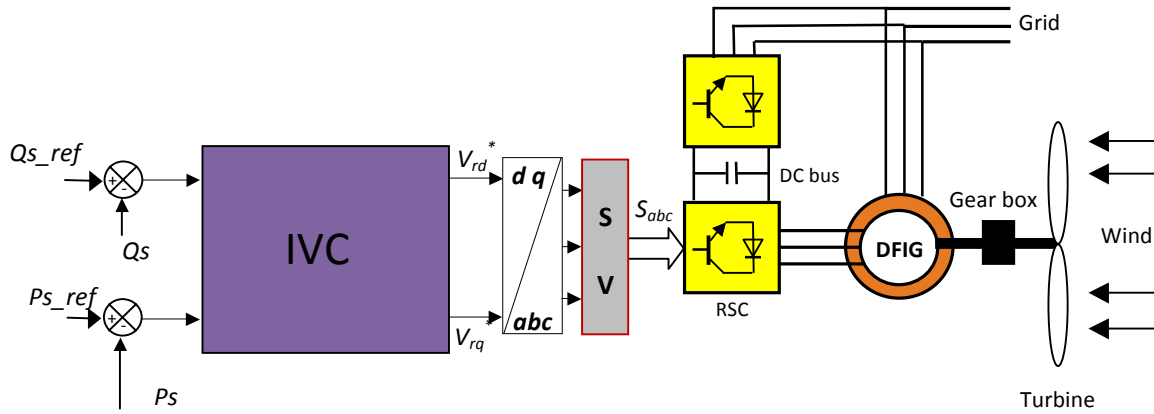 Grid
Qs_ref
+
-
Qs
IVC
Vrd*
d q
abc
S
V
Sabc
DC bus
RSC
DFIG
Gear box
Wind
Turbine
Ps_ref
+
-
Ps
Vrq*